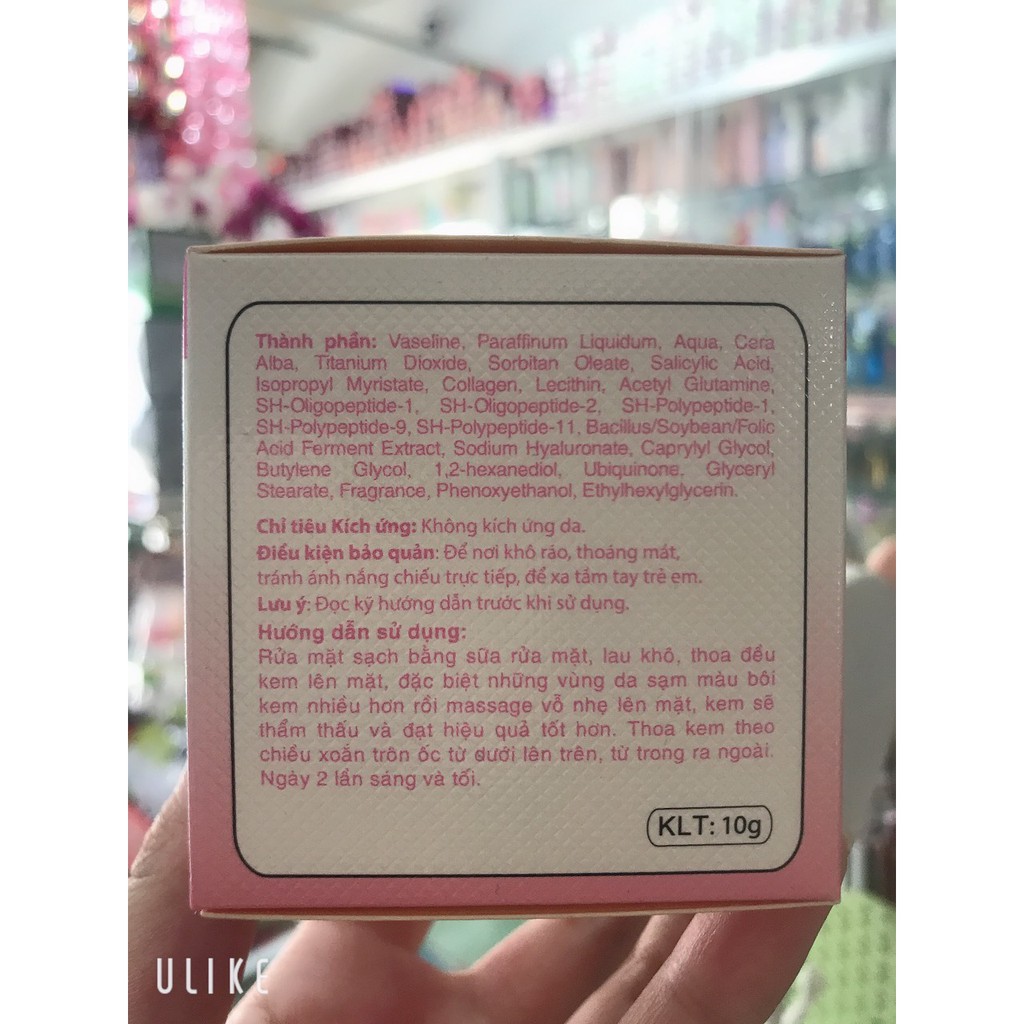 Thành phần: Vaseline, Paraffinum Liquidum, Aqua, Cera
Alba, Titanium Dioxide, Sorbitan Oleate, Salicylic Acid,
Isopropyl Myristate, Collagen, Lecithin, Acetyl Glutamine,
SH-Oligopeptide-1, SH-Oligopeptide-2, SH-Polypeptide-1,
SH-Polypeptide-9, SH-Polypeptide-11, Bacillus/Soybean/Folic
Acid Ferment Extract, Sodium Hyaluronate, Caprylyl Glycol,
Butylene Glycol, 1,2-hexanediol, Ubiquinone, Glyceryl
Stearate, Fragrance, Phenoxyethanol, Ethylhexylglycerin.
Chỉ tiêu Kích ứng: Không kích ứng da.
Điều kiện bảo quản: Để nơi khô ráo, thoáng mát,
tránh ánh nắng chiếu trực tiếp, để xa tầm tay trẻ em.
Lưu ý: Đọc kỹ hướng dẫn trước khi sử dụng.
Hướng dẫn sử dụng:
Rửa mặt sạch bằng sữa rửa mặt, lau khô, thoa đều
kem lên mặt, đặc biệt những vùng da sạm màu bôi
kem nhiều hơn rồi massage vỗ nhẹ lên mặt, kem sẽ
thẩm thấu và đạt hiệu quả tốt hơn. Thoa kem theo
chiều xoắn trôn ốc từ dưới lên trên, từ trong ra ngoài.
Ngày 2 lần sáng và tối.
KLT: 10g
ULIKE